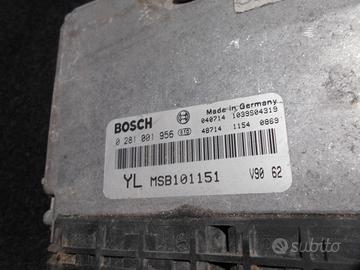 Made in Germany
BOSCH 040714 1039S04319
0 281 001 956 48714 1154 0869
YL MSB101151 V90 62
subito